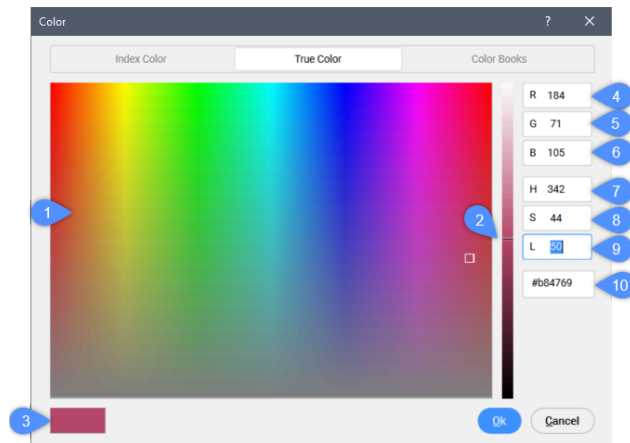 Color ?
Index Color True Color Color Books
R 184 4
G 71 5
B 105 6
H 342 7
1 2 S 44 8
L 50 9
#b84769 10
3 Ok Cancel